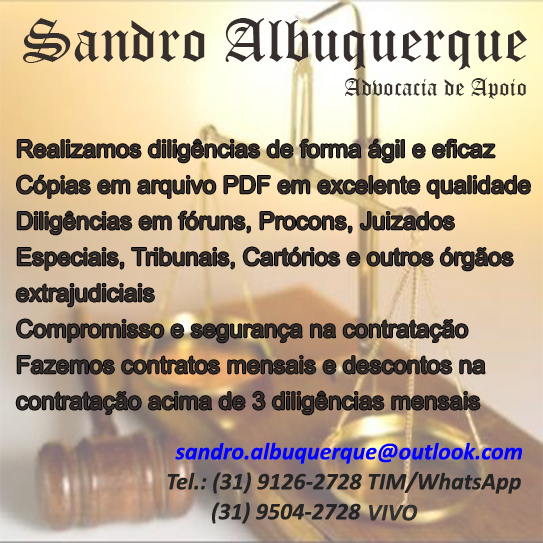 Sandro Albuquerque
Advocacia de Apoio
Realizamos diligências de forma ágil e eficaz
Cópias em arquivo PDF em excelente qualidade
Diligências em fóruns, Procons, Juizados
Especiais, Tribunais, Cartórios e outros órgãos
extrajudiciais
Compromisso e segurança na contratação
Fazemos contratos mensais e descontos na
contratação acima de 3 diligências mensais
sandro.albuquerque@outlook.com
Tel.: (31) 9126-2728 TIM/WhatsApp
(31) 9504-2728 VIVO